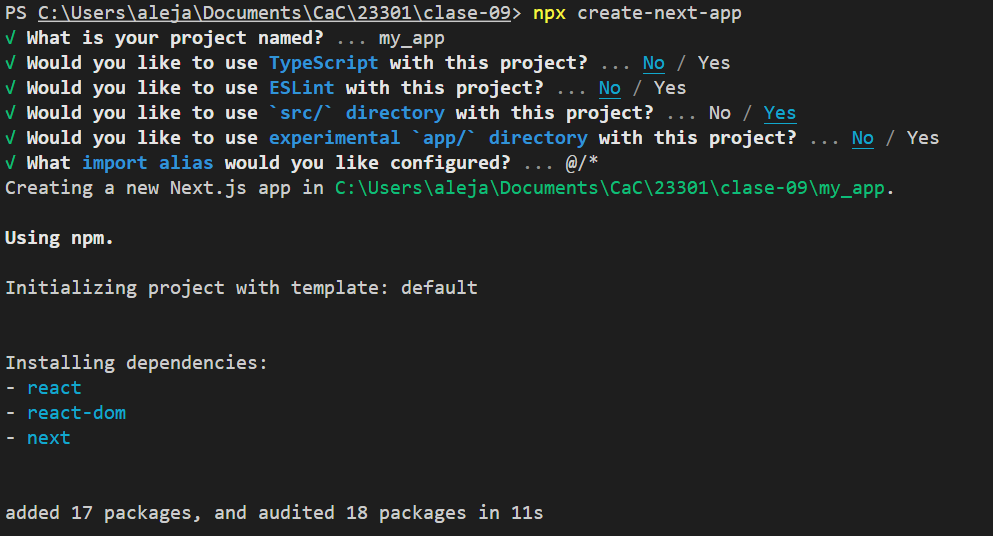 PS C:\Users\aleja\Documents\CaC\23301\clase-09> npx create-next-app
√ What is your project named? ... my_app
√ Would you like to use TypeScript with this project? ... No / Yes
√ Would you like to use ESLint with this project? ... No / Yes
√ Would you like to use `src/` directory with this project? ... No / Yes
√ Would you like to use experimental `app/` directory with this project? ... No / Yes
√ What import alias would you like configured? ... @/*
Creating a new Next.js app in C:\Users\aleja\Documents\CaC\23301\clase-09\my_app.
Using npm.
Initializing project with template: default
Installing dependencies:
- react
- react-dom
- next
added 17 packages, and audited 18 packages in 11s